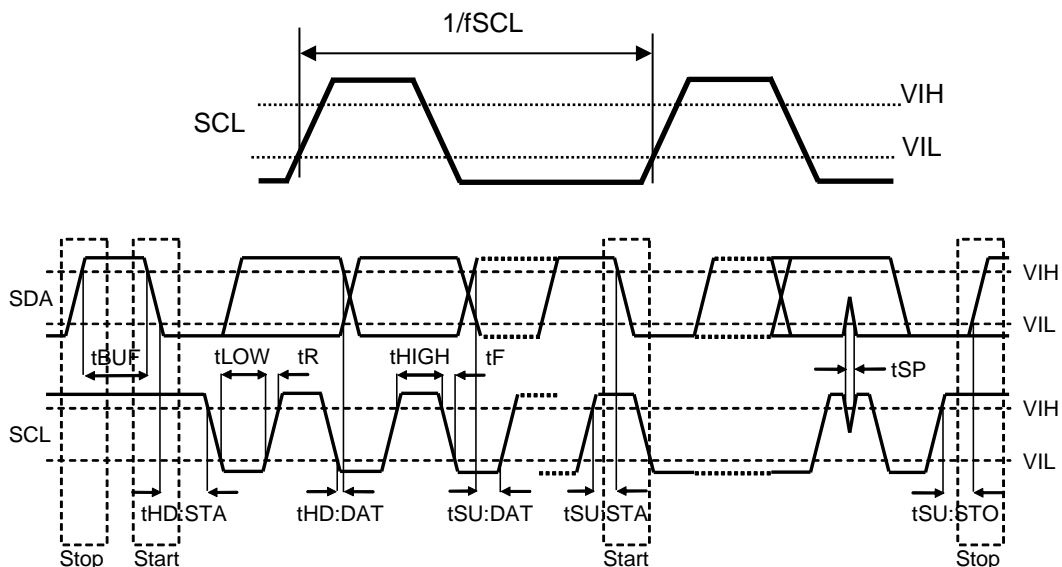 1/fSCL
VIH
SCL
VIL
VIH
SDA
VIL
tBUF tLOW tR tHIGH tF
tSP
VIH
SCL
VIL
tHD:STA tHD:DAT tSU:DAT tSU:STA tSU:STO
Stop Start Start Stop